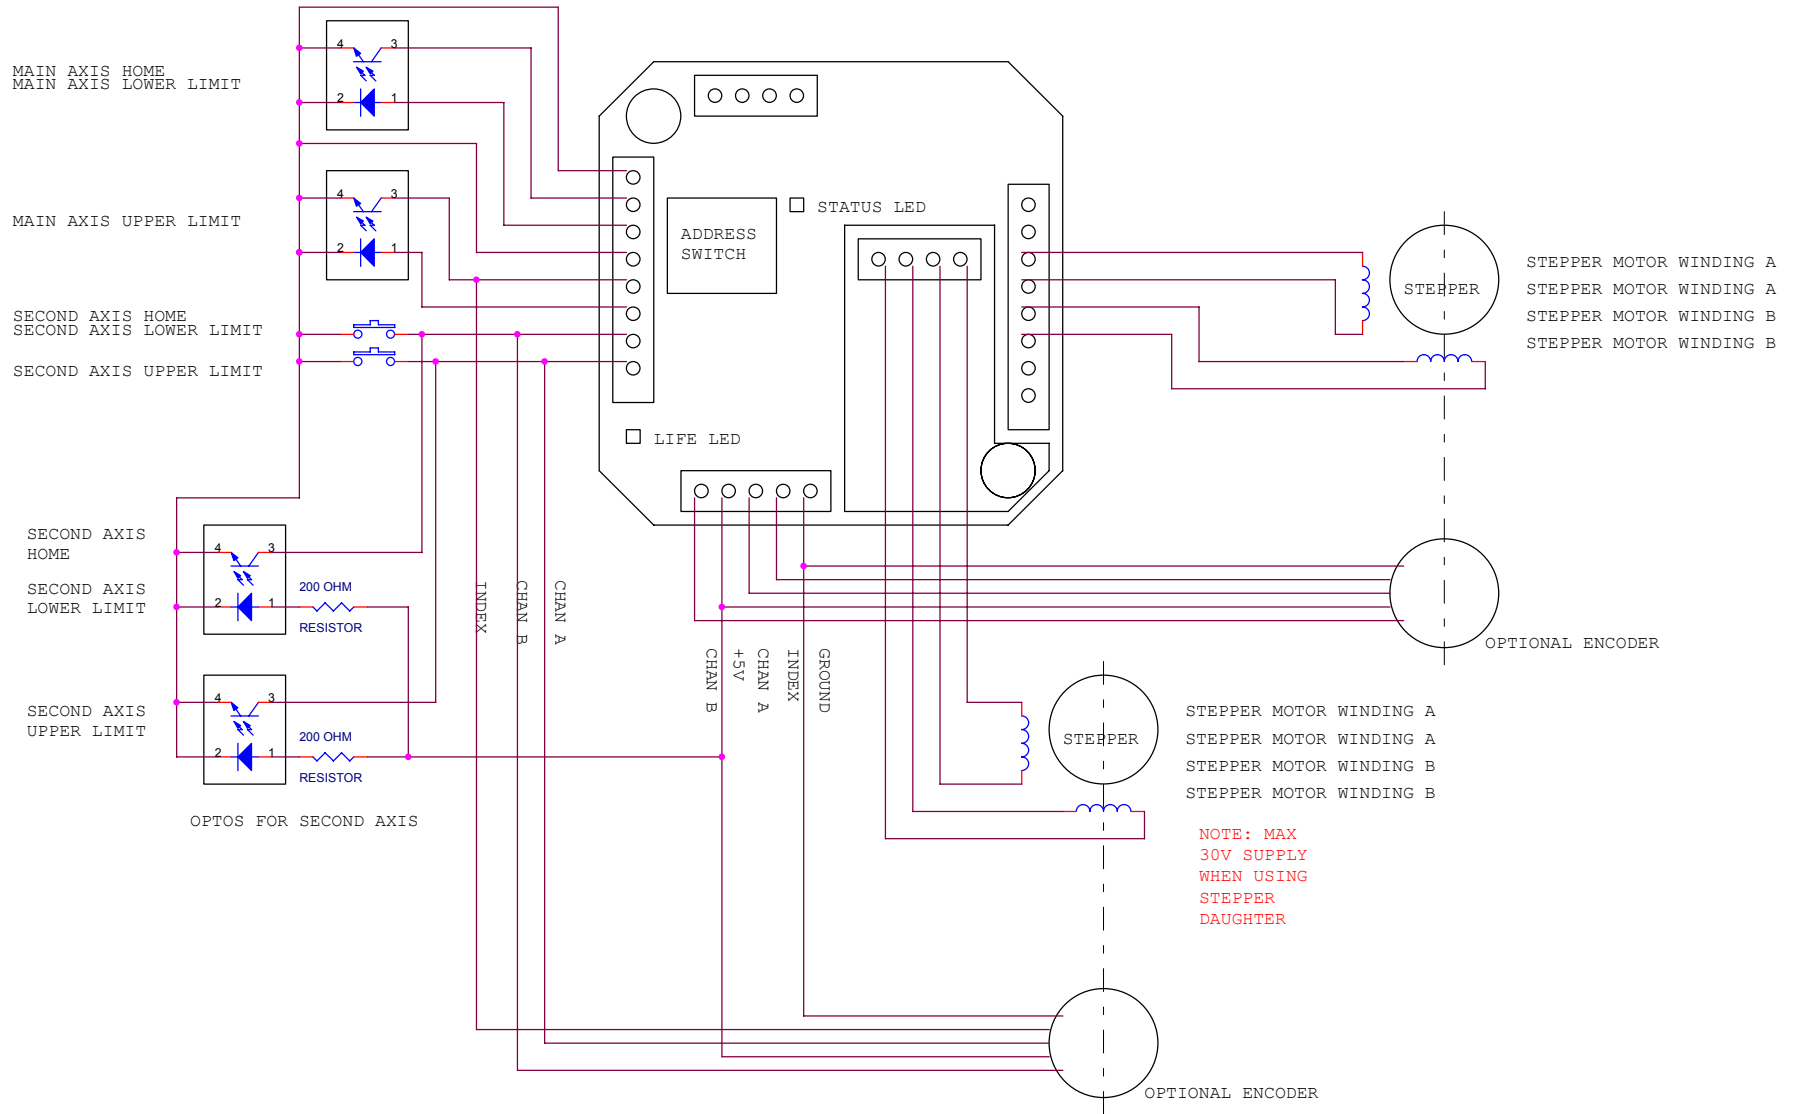 4 3
MAIN AXIS HOME
MAIN AXIS LOWER LIMIT
2 1
4 3
MAIN AXIS UPPER LIMIT
2 1
SECOND AXIS HOME
SECOND AXIS LOWER LIMIT
SECOND AXIS UPPER LIMIT
ADDRESS
SWITCH
STATUS LED
LIFE LED
STEPPER
STEPPER MOTOR WINDING A
STEPPER MOTOR WINDING A
STEPPER MOTOR WINDING B
STEPPER MOTOR WINDING B
SECOND AXIS
HOME
4 3
SECOND AXIS
LOWER LIMIT
2 1
200 OHM
RESISTOR
INDEX
CHAN B
CHAN A
CHAN B
+5V
CHAN A
INDEX
GROUND
OPTIONAL ENCODER
SECOND AXIS
UPPER LIMIT
4 3
2 1
200 OHM
RESISTOR
OPTOS FOR SECOND AXIS
STEPPER
STEPPER MOTOR WINDING A
STEPPER MOTOR WINDING A
STEPPER MOTOR WINDING B
STEPPER MOTOR WINDING B
NOTE: MAX
30V SUPPLY
WHEN USING
STEPPER
DAUGHTER
OPTIONAL ENCODER